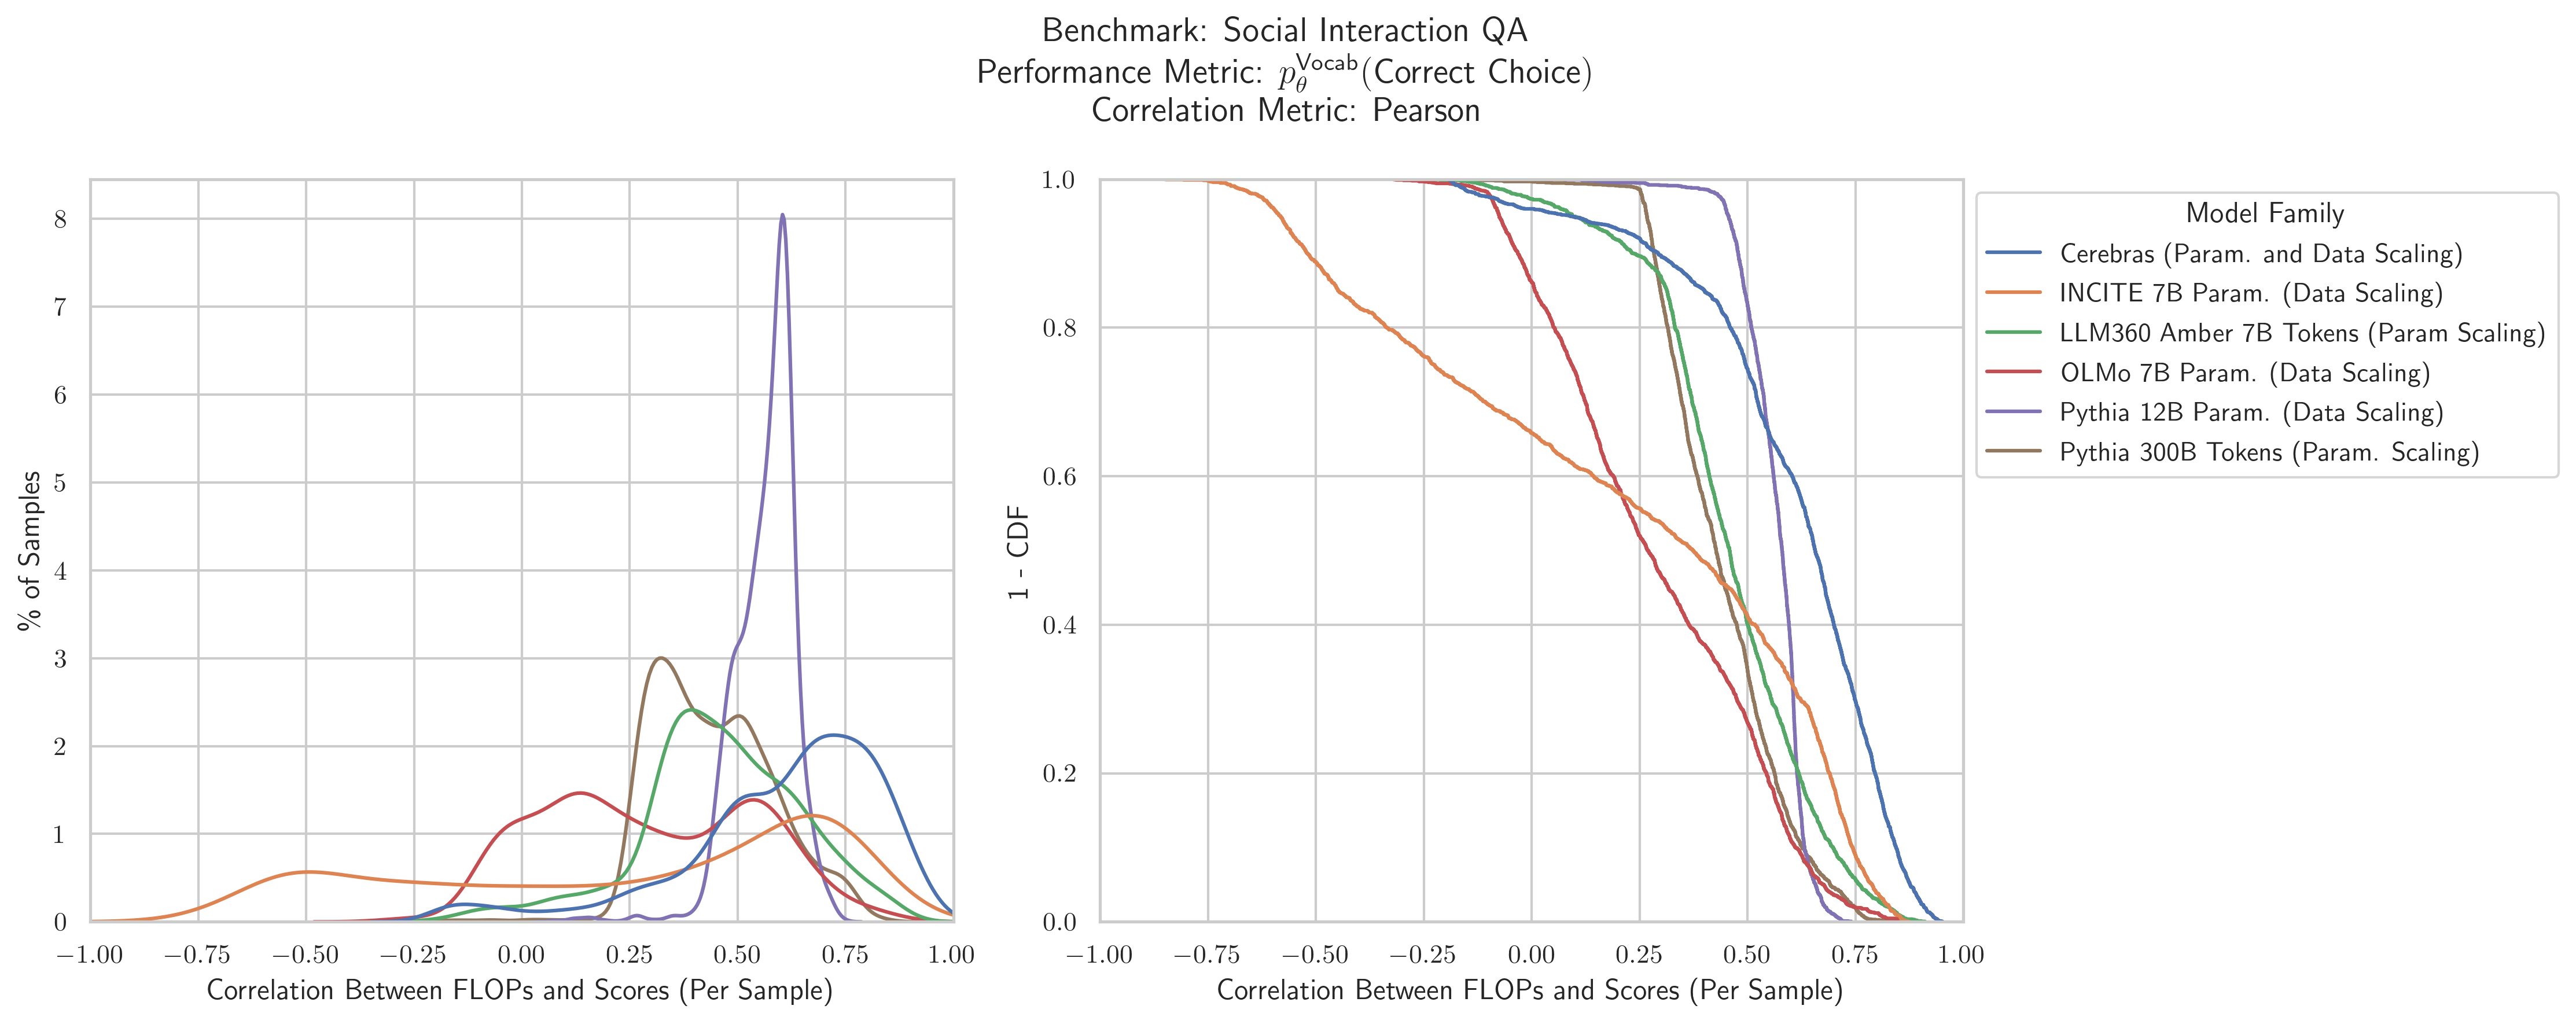 Benchmark: Social Interaction QA
Performance Metric: $p_\theta^{\text{Vocab}}$(Correct Choice)
Correlation Metric: Pearson
% of Samples
8
7
6
5
4
3
2
1
0
−1.00 −0.75 −0.50 −0.25 0.00 0.25 0.50 0.75 1.00
Correlation Between FLOPs and Scores (Per Sample)
1 - CDF
1.0
0.8
0.6
0.4
0.2
0.0
−1.00 −0.75 −0.50 −0.25 0.00 0.25 0.50 0.75 1.00
Correlation Between FLOPs and Scores (Per Sample)
Model Family
Cerebras (Param. and Data Scaling)
INCITE 7B Param. (Data Scaling)
LLM360 Amber 7B Tokens (Param Scaling)
OLMo 7B Param. (Data Scaling)
Pythia 12B Param. (Data Scaling)
Pythia 300B Tokens (Param. Scaling)